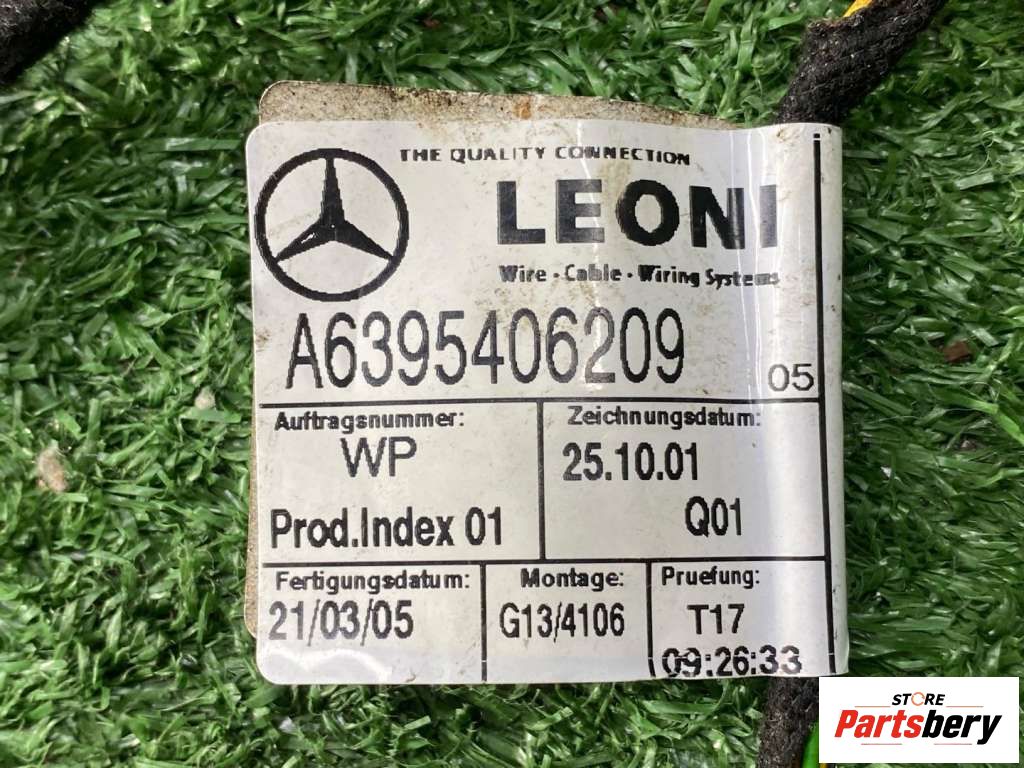 THE QUALITY CONNECTION
LEONI
Wire - Cable - Wiring Systems
A6395406209
05
Auftragsnummer:
WP
Prod.Index 01
Zeichnungsdatum:
25.10.01
Q01
Fertigungsdatum:
21/03/05
Montage:
G13/4106
Pruefung:
T17
09:26:33
STORE
Partsbery